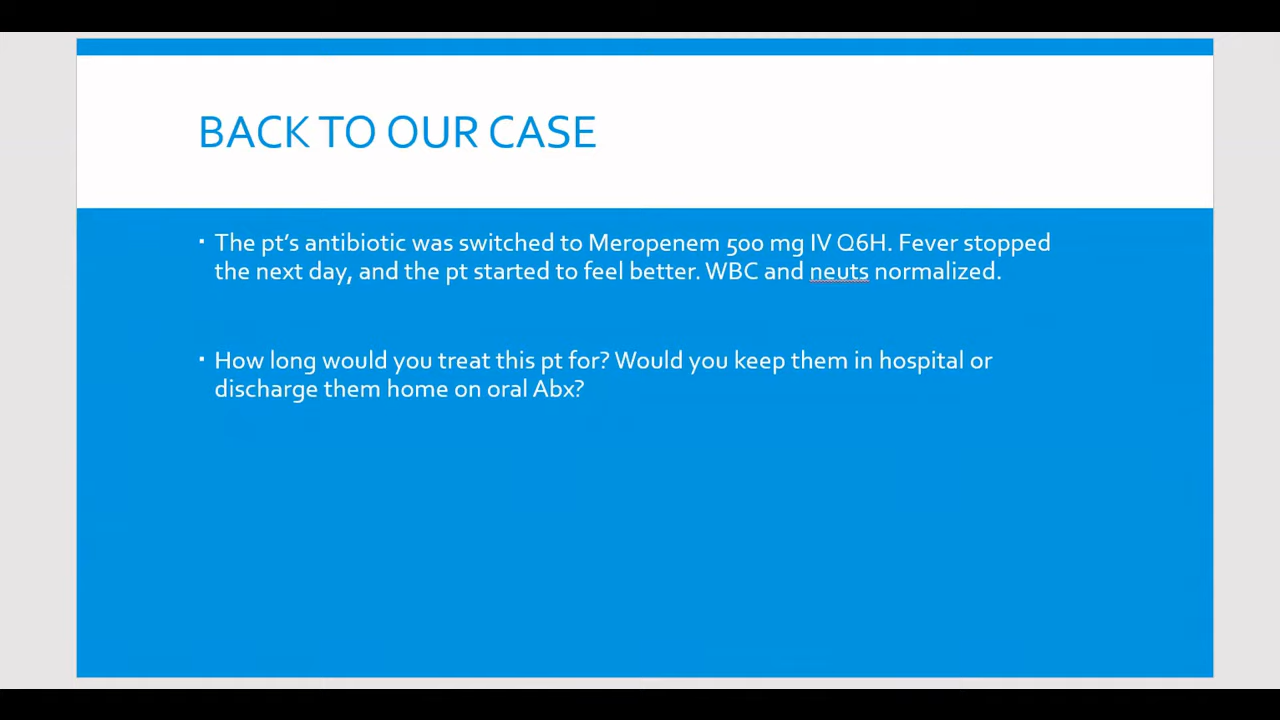 BACK TO OUR CASE
▪ The pt's antibiotic was switched to Meropenem 500 mg IV Q6H. Fever stopped
the next day, and the pt started to feel better. WBC and neuts normalized.
▪ How long would you treat this pt for? Would you keep them in hospital or
discharge them home on oral Abx?